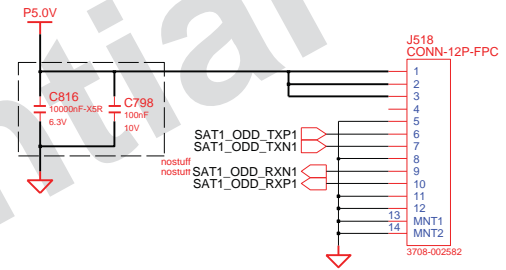 P5.0V
J518
CONN-12P-FPC
C816
10000nF-X5R
6.3V
C798
100nF
10V
nostuff
nostuff
SAT1_ODD_TXP1
SAT1_ODD_TXN1
SAT1_ODD_RXN1
SAT1_ODD_RXP1
1
2
3
4
5
6
7
8
9
10
11
12
13 MNT1
14 MNT2
3708-002582
ntial